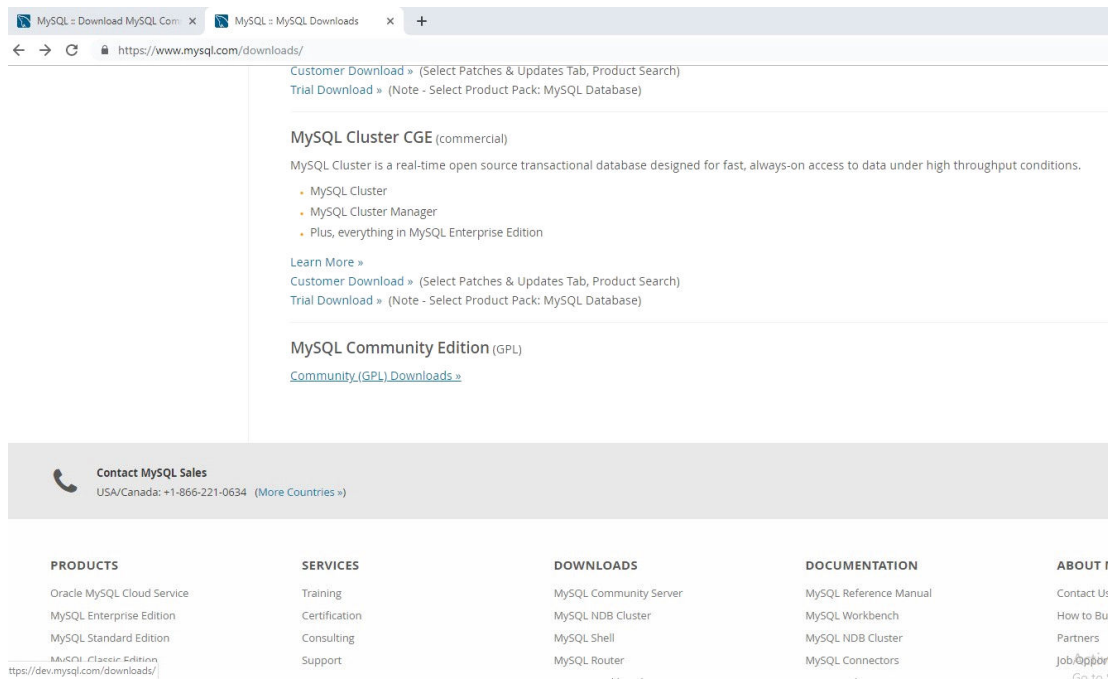 MySQL :: Download MySQL Com
MySQL :: MySQL Downloads
https://www.mysql.com/downloads/
Customer Download » (Select Patches & Updates Tab, Product Search)
Trial Download » (Note - Select Product Pack: MySQL Database)
MySQL Cluster CGE (commercial)
MySQL Cluster is a real-time open source transactional database designed for fast, always-on access to data under high throughput conditions.
MySQL Cluster
MySQL Cluster Manager
Plus, everything in MySQL Enterprise Edition
Learn More »
Customer Download » (Select Patches & Updates Tab, Product Search)
Trial Download » (Note - Select Product Pack: MySQL Database)
MySQL Community Edition (GPL)
Community (GPL) Downloads »
Contact MySQL Sales
USA/Canada: +1-866-221-0634 (More Countries »)
PRODUCTS
Oracle MySQL Cloud Service
MySQL Enterprise Edition
MySQL Standard Edition
MySQL Classic Edition
SERVICES
Training
Certification
Consulting
Support
DOWNLOADS
MySQL Community Server
MySQL NDB Cluster
MySQL Shell
MySQL Router
DOCUMENTATION
MySQL Reference Manual
MySQL Workbench
MySQL NDB Cluster
MySQL Connectors
ABOUT
Contact Us
How to Bu
Partners
Job
ttps://dev.mysql.com/downloads/
Go to